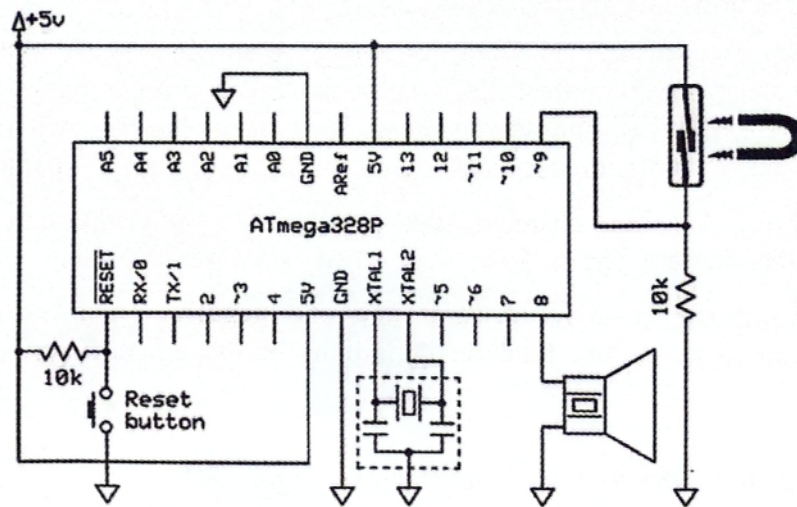 +5v
A5
A4
A3
A2
A1
A0
GND
ARef
5V
13
12
~11
~10
~9
ATmega328P
RESET
RX/0
TX/1
2
~3
4
5V
GND
XTAL1
XTAL2
~5
~6
7
8
10k
10k
Reset
button